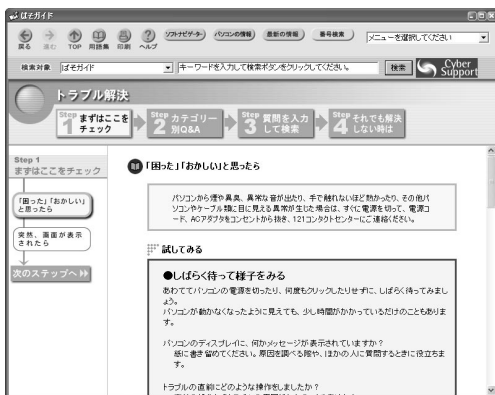 ぱそガイド
戻る 進む TOP 用語集 印刷 ヘルプ ソフトナビゲーター パソコンの情報 最新の情報 番号検索 メニューを選択してください
検索対象 ぱそガイド キーワードを入力して検索ボタンをクリックしてください。 検索 Cyber Support
トラブル解決
Step 1 まずはここをチェック Step 2 カテゴリー別Q&A Step 3 質問を入力して検索 Step 4 それでも解決しない時は
Step 1
まずはここをチェック
「困った」「おかしい」
と思ったら
突然、画面が表示
されたら
次のステップへ
「困った」「おかしい」と思ったら
パソコンから煙や異臭、異常な音が出たり、手で触れないほど熱かったり、その他パ
ソコンやケーブル類に目に見える異常が生じた場合は、すぐに電源を切って、電源コ
ード、ACアダプタをコンセントから抜き、121コンタクトセンターにご連絡ください。
試してみる
●しばらく待って様子をみる
あわててパソコンの電源を切ったり、何度もクリックしたりせずに、しばらく待ってみまし
ょう。
パソコンが動かなくなったように見えても、少し時間がかかっているだけのこともありま
す。
パソコンのディスプレイに、何かメッセージが表示されていますか?
紙に書き留めてください。原因を調べる際や、ほかの人に質問するときに役立ちま
す。
トラブルの直前にどのような操作をしましたか?